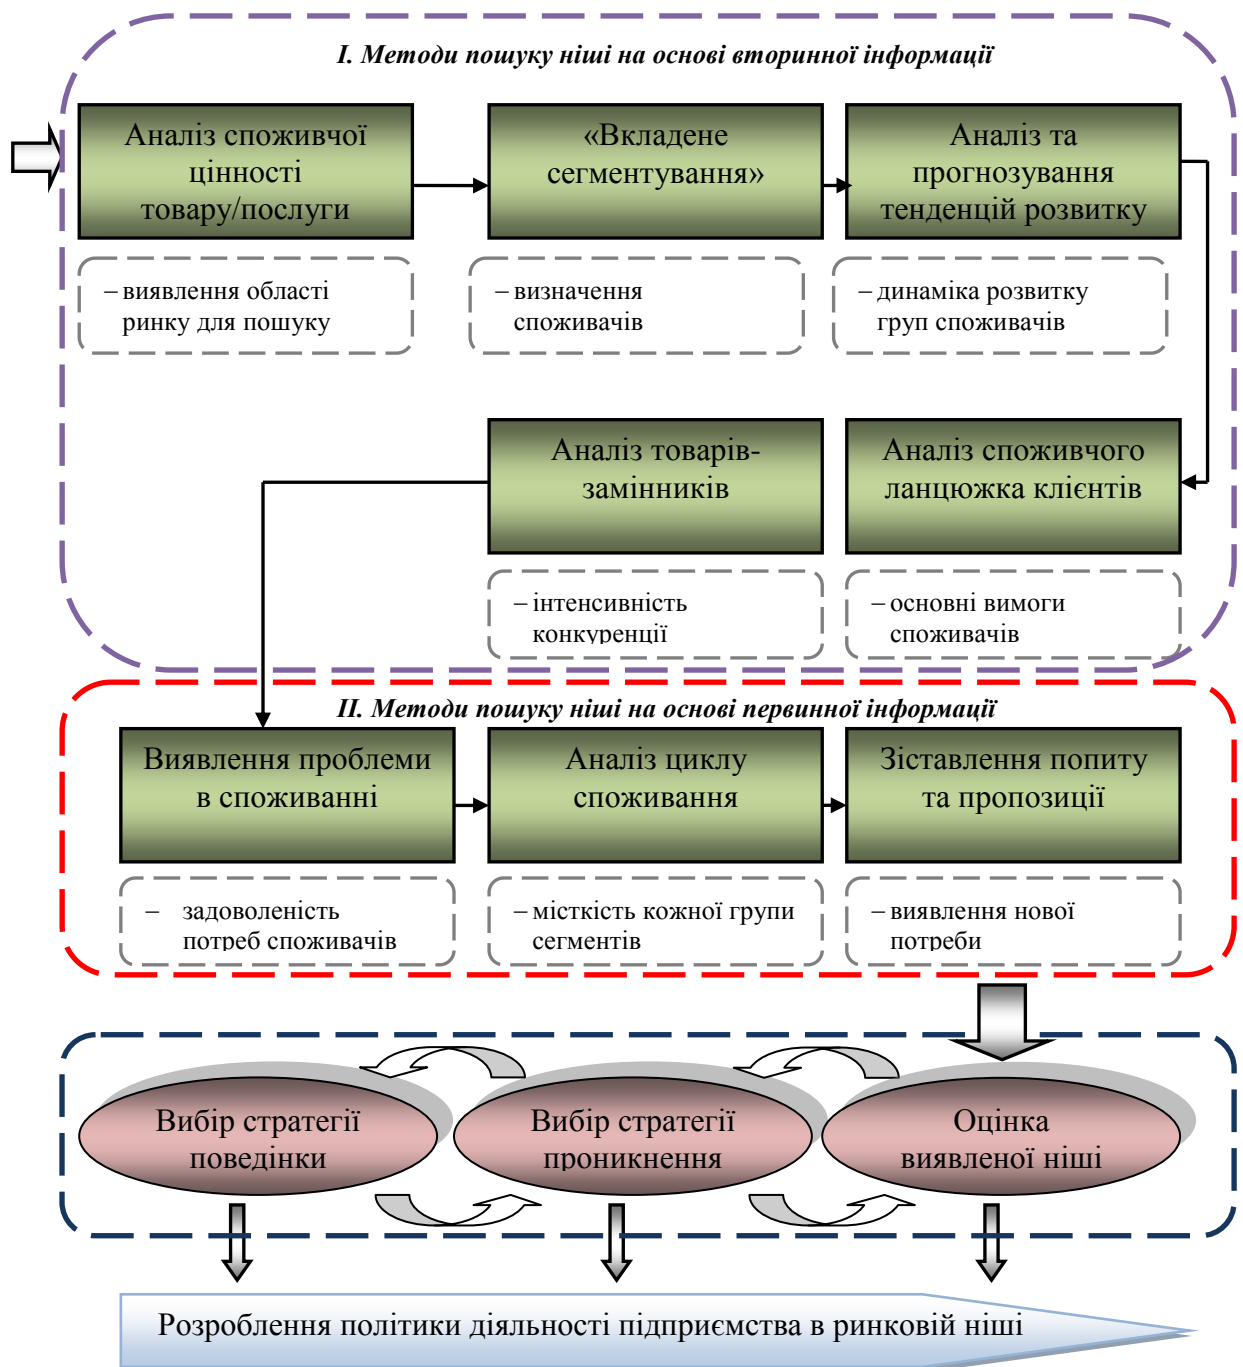 І. Методи пошуку ніші на основі вторинної інформації
Аналіз споживчої
цінності
товару/послуги
«Вкладене
сегментування»
Аналіз та
прогнозування
тенденцій розвитку
– виявлення області
ринку для пошуку
– визначення
споживачів
– динаміка розвитку
груп споживачів
Аналіз товарів-
замінників
Аналіз споживчого
ланцюжка клієнтів
– інтенсивність
конкуренції
– основні вимоги
споживачів
ІІ. Методи пошуку ніші на основі первинної інформації
Виявлення проблеми
в споживанні
Аналіз циклу
споживання
Зіставлення попиту
та пропозиції
– задоволеність
потреб споживачів
– місткість кожної групи
сегментів
– виявлення нової
потреби
Вибір стратегії
поведінки
Вибір стратегії
проникнення
Оцінка
виявленої ніші
Розроблення політики діяльності підприємства в ринковій ніші